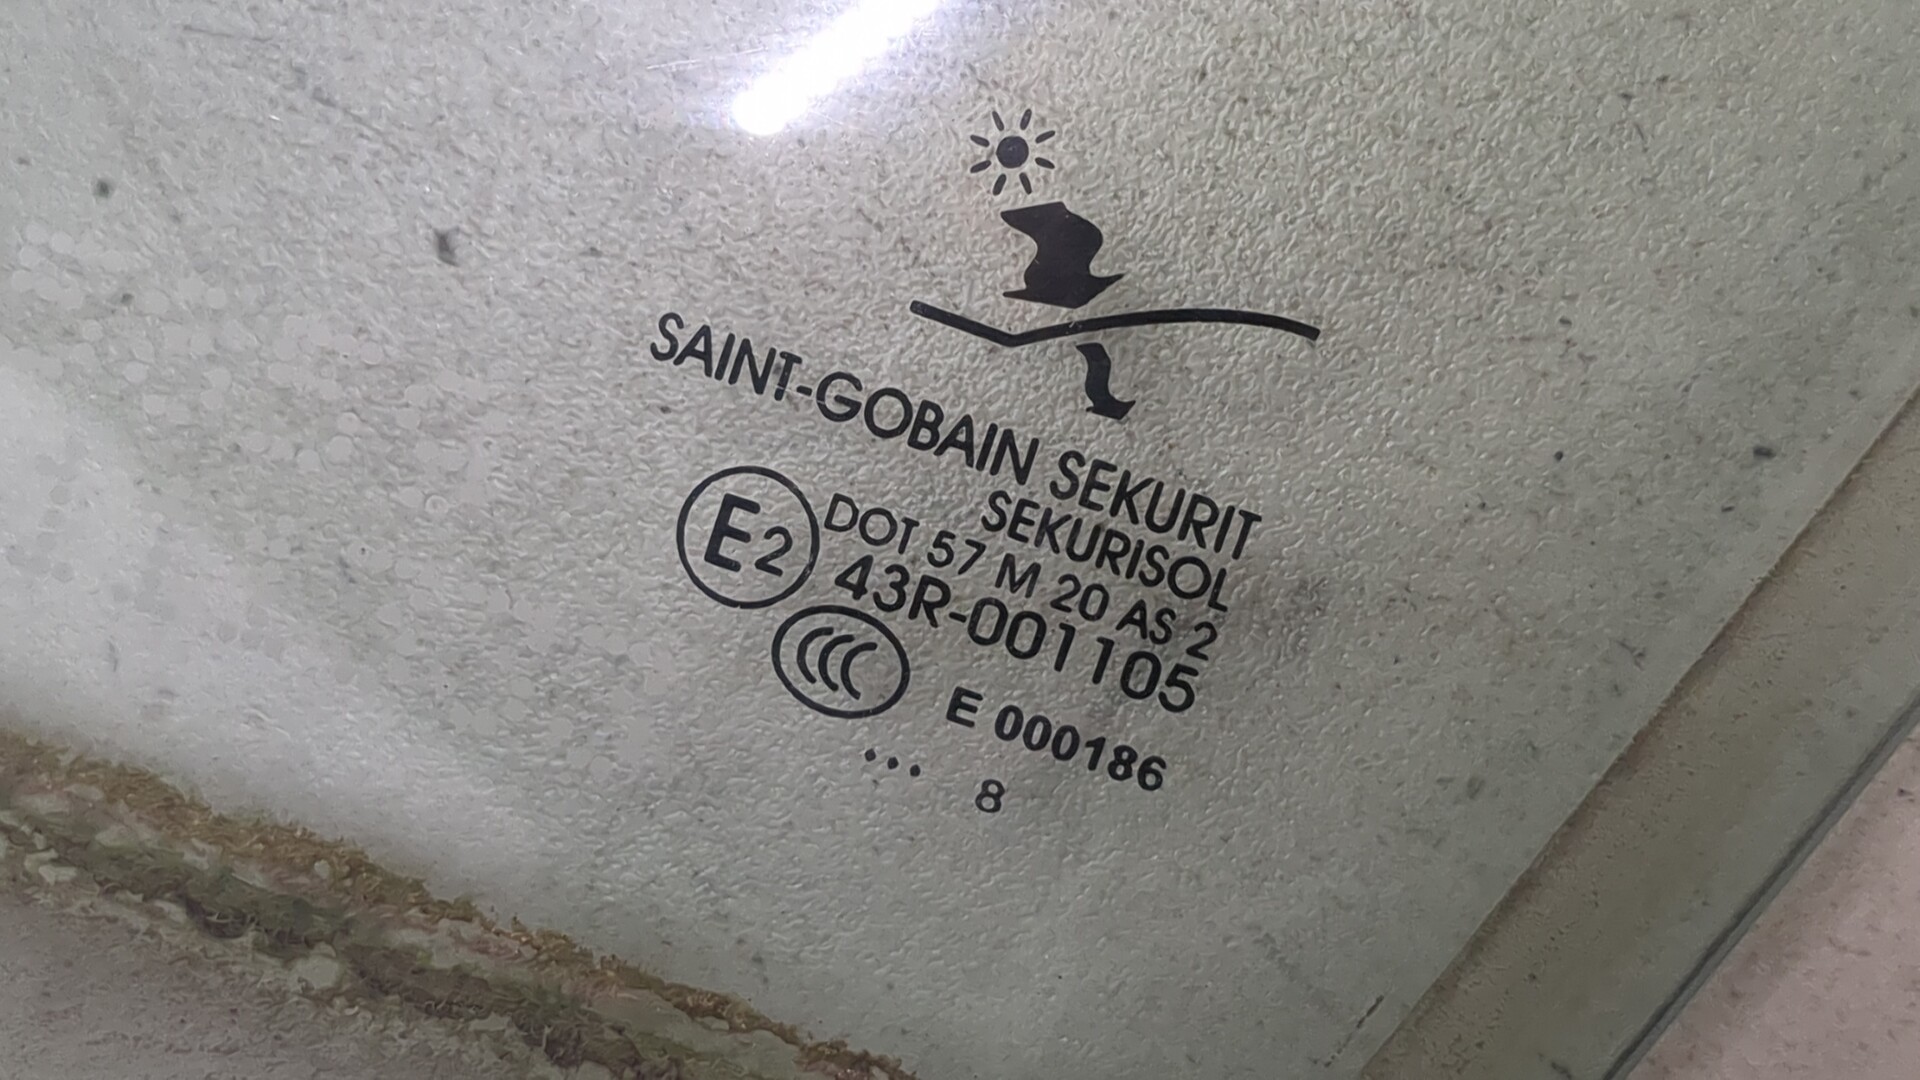 SAINT-GOBAIN SEKURIT
SEKURISOL
E2
DOT 57 M 20 AS 2
43R-001105
CCC
E 000186
... 8